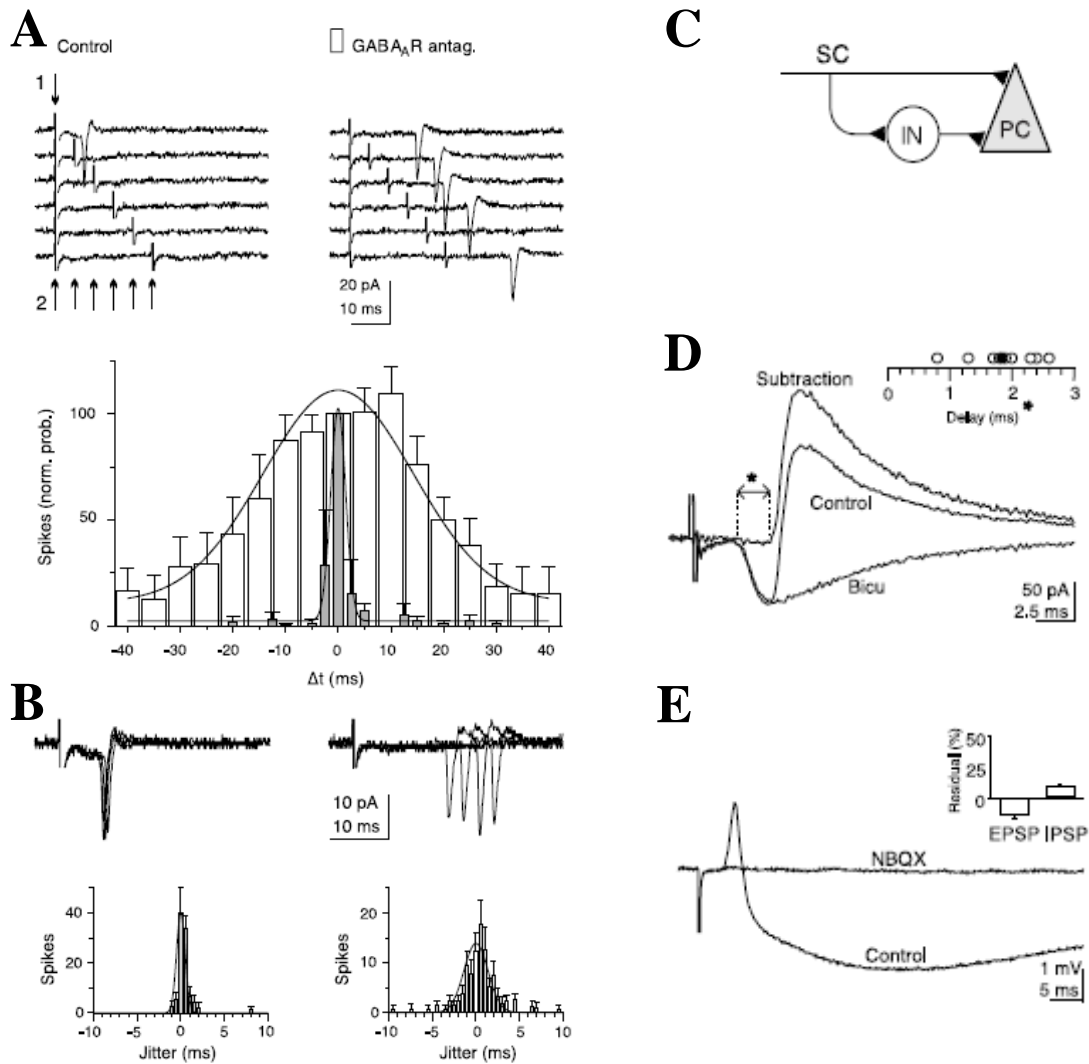 A
Control
GABA_AR antag.
1
2
20 pA
10 ms
Spikes (norm. prob.)
100
50
0
-40 -30 -20 -10 0 10 20 30 40
Δt (ms)
B
10 pA
10 ms
Spikes
40
20
0
-10 -5 0 5 10
Jitter (ms)
Spikes
20
10
0
-10 -5 0 5 10
Jitter (ms)
C
SC
IN
PC
D
Subtraction
0 1 2 3
Delay (ms) *
*
Control
Bicu
50 pA
2.5 ms
E
Residual (%)
50
25
0
EPSP IPSP
NBQX
Control
1 mV
5 ms